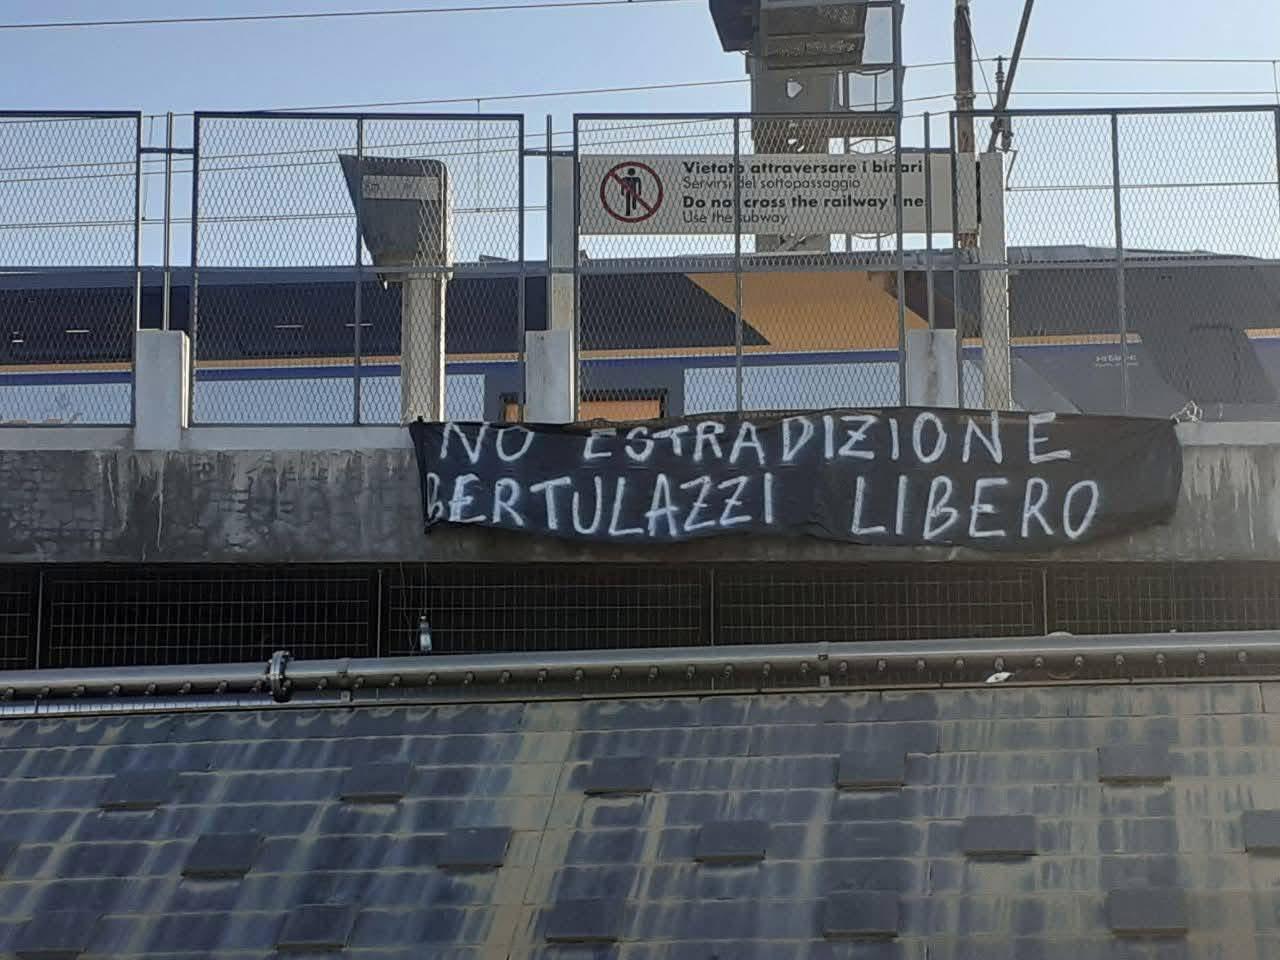 Vietato attraversare i binari
Servirsi del sottopassaggio
Do not cross the railway line
Use the subway
HITACHI
NO ESTRADIZIONE
BERTULAZZI LIBERO